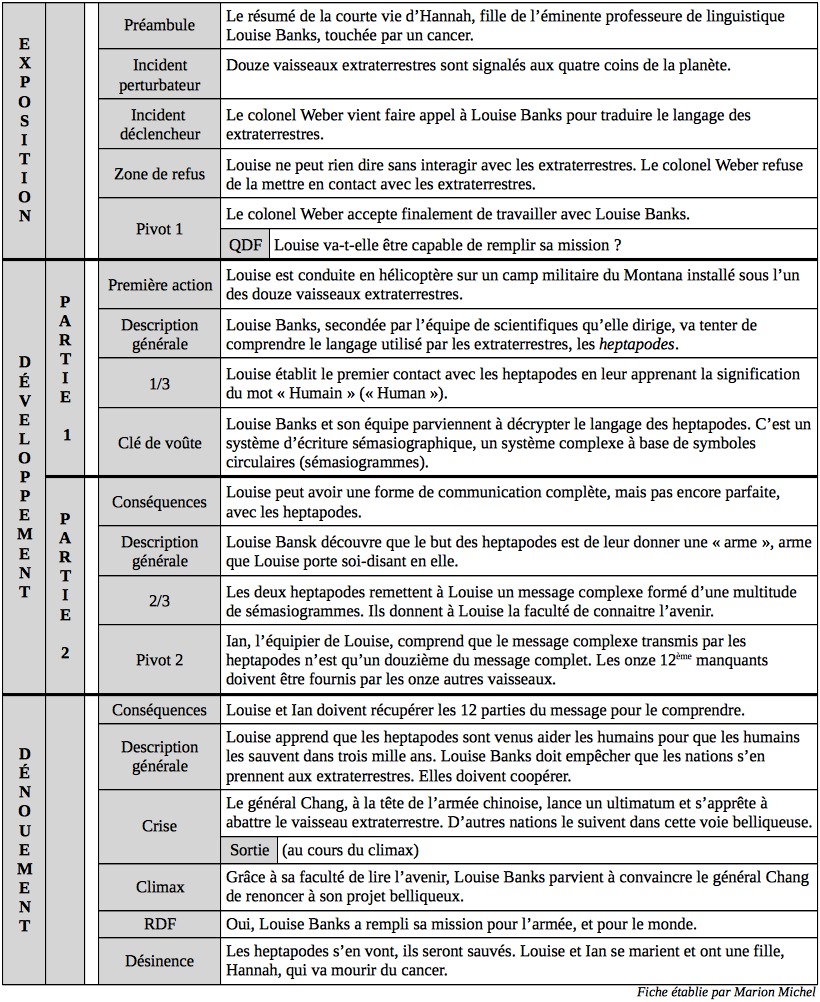 EXPOSITION
Préambule
Le résumé de la courte vie d’Hannah, fille de l’éminente professeure de linguistique
Louise Banks, touchée par un cancer.
Incident
perturbateur
Douze vaisseaux extraterrestres sont signalés aux quatre coins de la planète.
Incident
déclencheur
Le colonel Weber vient faire appel à Louise Banks pour traduire le langage des
extraterrestres.
Zone de refus
Louise ne peut rien dire sans interagir avec les extraterrestres. Le colonel Weber refuse
de la mettre en contact avec les extraterrestres.
Pivot 1
Le colonel Weber accepte finalement de travailler avec Louise Banks.
QDF
Louise va-t-elle être capable de remplir sa mission ?
DÉVELOPPEMENT
PARTIE
1
Première action
Louise est conduite en hélicoptère sur un camp militaire du Montana installé sous l’un
des douze vaisseaux extraterrestres.
Description
générale
Louise Banks, secondée par l’équipe de scientifiques qu’elle dirige, va tenter de
comprendre le langage utilisé par les extraterrestres, les heptapodes.
1/3
Louise établit le premier contact avec les heptapodes en leur apprenant la signification
du mot « Humain » (« Human »).
Clé de voûte
Louise Banks et son équipe parviennent à décrypter le langage des heptapodes. C’est un
système d’écriture sémasiographique, un système complexe à base de symboles
circulaires (sémasiogrammes).
PARTIE
2
Conséquences
Louise peut avoir une forme de communication complète, mais pas encore parfaite,
avec les heptapodes.
Description
générale
Louise Bansk découvre que le but des heptapodes est de leur donner une « arme », arme
que Louise porte soi-disant en elle.
2/3
Les deux heptapodes remettent à Louise un message complexe formé d’une multitude
de sémasiogrammes. Ils donnent à Louise la faculté de connaitre l’avenir.
Pivot 2
Ian, l’équipier de Louise, comprend que le message complexe transmis par les
heptapodes n’est qu’un douzième du message complet. Les onze 12ème manquants
doivent être fournis par les onze autres vaisseaux.
DÉNOUEMENT
Conséquences
Louise et Ian doivent récupérer les 12 parties du message pour le comprendre.
Description
générale
Louise apprend que les heptapodes sont venus aider les humains pour que les humains
les sauvent dans trois mille ans. Louise Banks doit empêcher que les nations s’en
prennent aux extraterrestres. Elles doivent coopérer.
Crise
Le général Chang, à la tête de l’armée chinoise, lance un ultimatum et s’apprête à
abattre le vaisseau extraterrestre. D’autres nations le suivent dans cette voie belliqueuse.
Sortie
(au cours du climax)
Climax
Grâce à sa faculté de lire l’avenir, Louise Banks parvient à convaincre le général Chang
de renoncer à son projet belliqueux.
RDF
Oui, Louise Banks a rempli sa mission pour l’armée, et pour le monde.
Désinence
Les heptapodes s’en vont, ils seront sauvés. Louise et Ian se marient et ont une fille,
Hannah, qui va mourir du cancer.
Fiche établie par Marion Michel